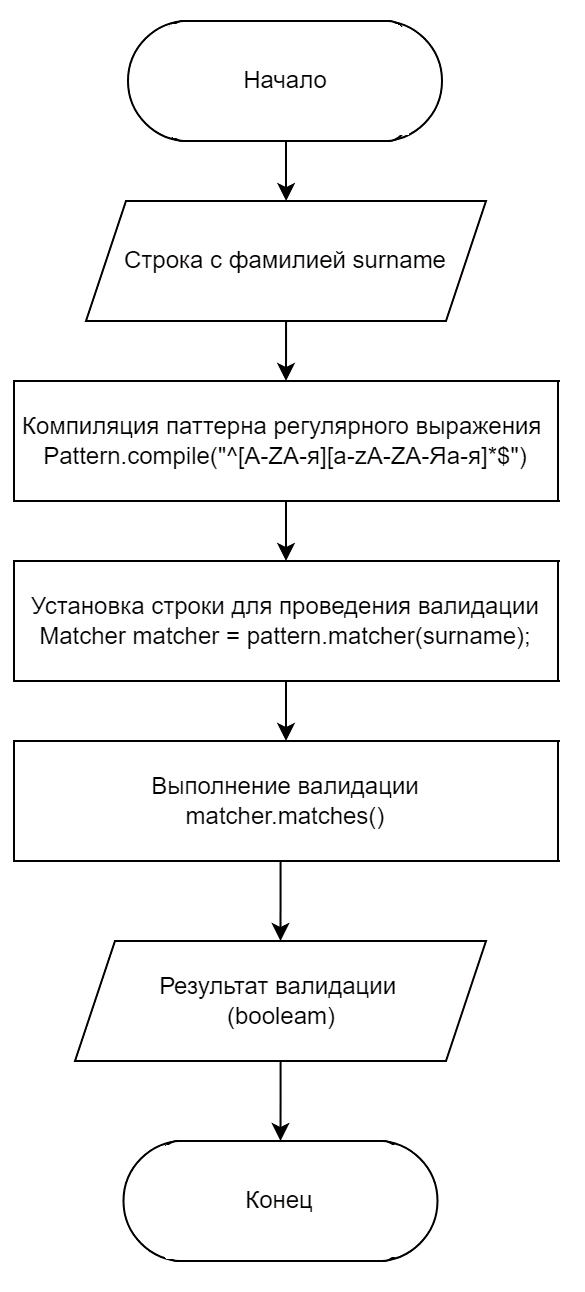 Начало
Строка с фамилией surname
Компиляция паттерна регулярного выражения
Pattern.compile("^[A-ZА-я][a-zA-ZА-Яа-я]*$")
Установка строки для проведения валидации
Matcher matcher = pattern.matcher(surname);
Выполнение валидации
matcher.matches()
Результат валидации
(booleam)
Конец